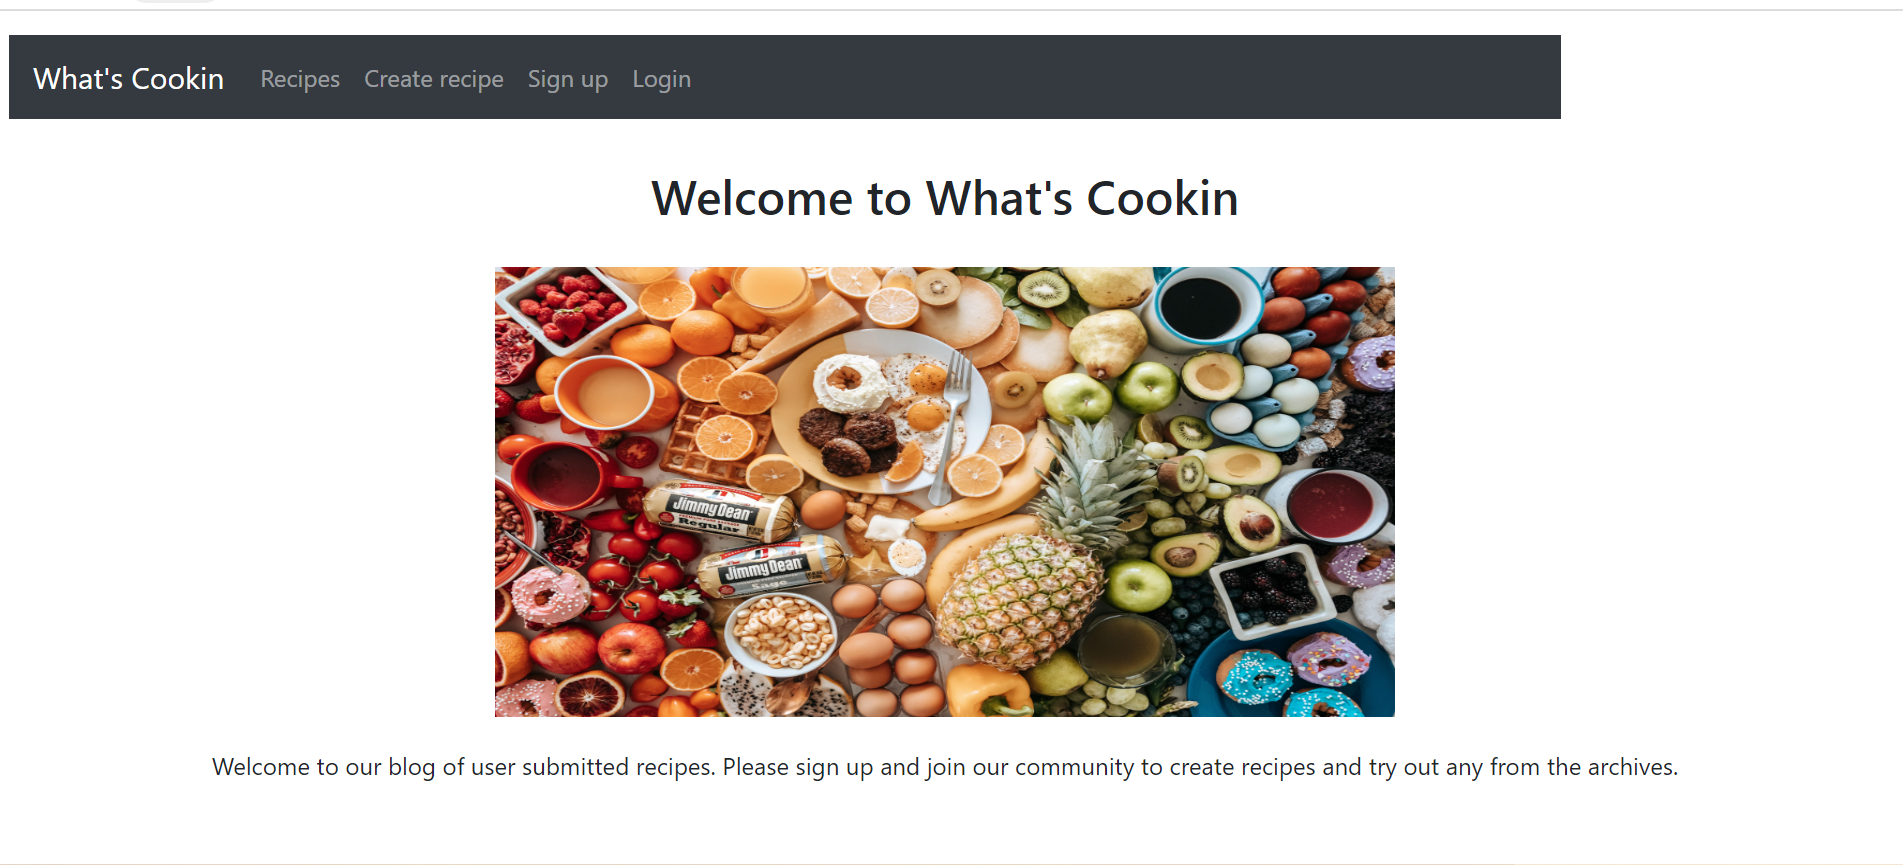 What's Cookin Recipes Create recipe Sign up Login
Welcome to What's Cookin
Jimmy Dean
Regular
Jimmy Dean
Sage
Welcome to our blog of user submitted recipes. Please sign up and join our community to create recipes and try out any from the archives.